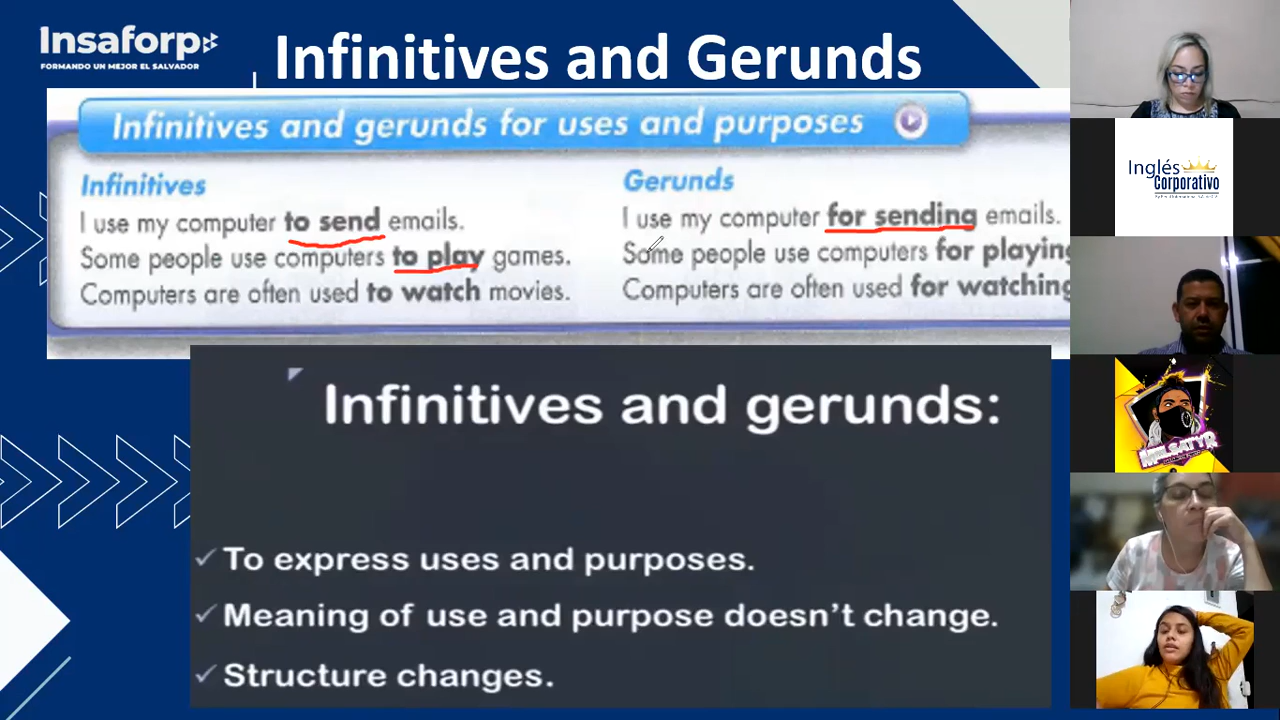 Insaforp
FORMANDO UN MEJOR EL SALVADOR
Infinitives and Gerunds
Infinitives and gerunds for uses and purposes
Infinitives
I use my computer to send emails.
Some people use computers to play games.
Computers are often used to watch movies.
Gerunds
I use my computer for sending emails.
Some people use computers for playing
Computers are often used for watching
Infinitives and gerunds:
✓ To express uses and purposes.
✓ Meaning of use and purpose doesn't change.
✓ Structure changes.
Inglés
Corporativo